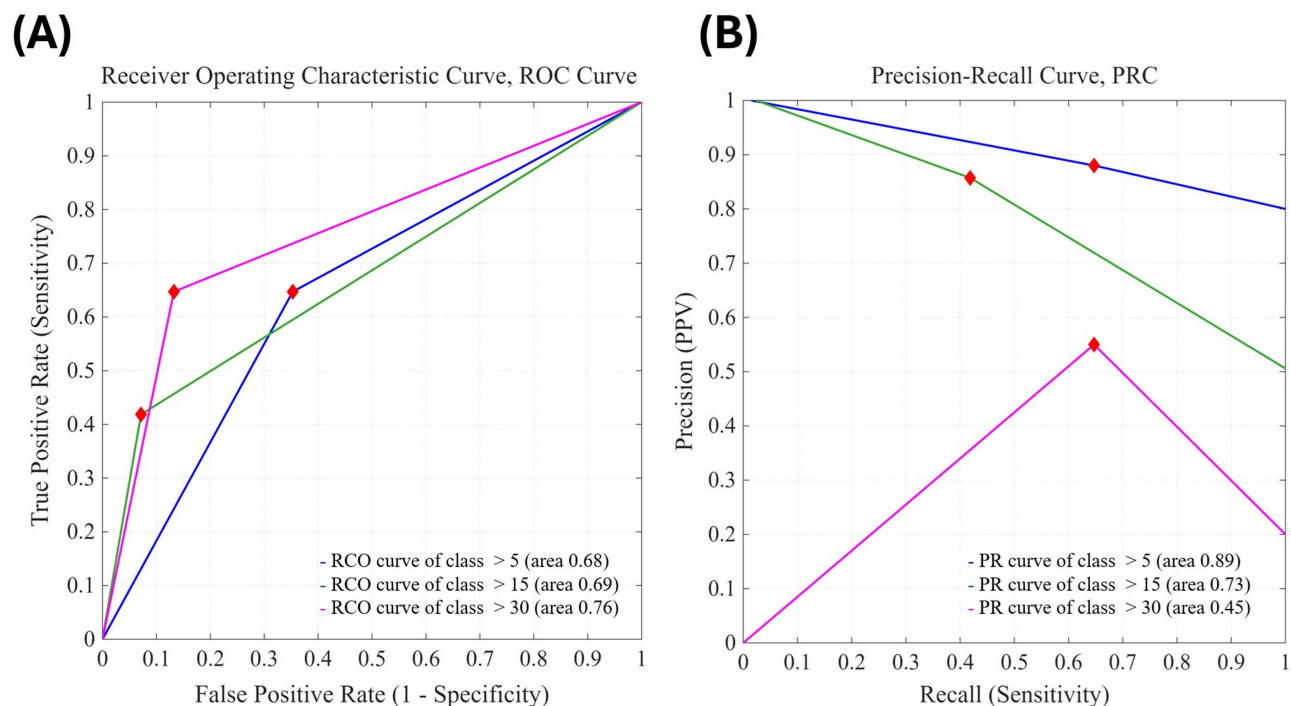 (A)
Receiver Operating Characteristic Curve, ROC Curve
True Positive Rate (Sensitivity)
1
0.9
0.8
0.7
0.6
0.5
0.4
0.3
0.2
0.1
0
- RCO curve of class > 5 (area 0.68)
- RCO curve of class > 15 (area 0.69)
- RCO curve of class > 30 (area 0.76)
0 0.1 0.2 0.3 0.4 0.5 0.6 0.7 0.8 0.9 1
False Positive Rate (1 - Specificity)
(B)
Precision-Recall Curve, PRC
Precision (PPV)
1
0.9
0.8
0.7
0.6
0.5
0.4
0.3
0.2
0.1
0
- PR curve of class > 5 (area 0.89)
- PR curve of class > 15 (area 0.73)
- PR curve of class > 30 (area 0.45)
0 0.1 0.2 0.3 0.4 0.5 0.6 0.7 0.8 0.9 1
Recall (Sensitivity)